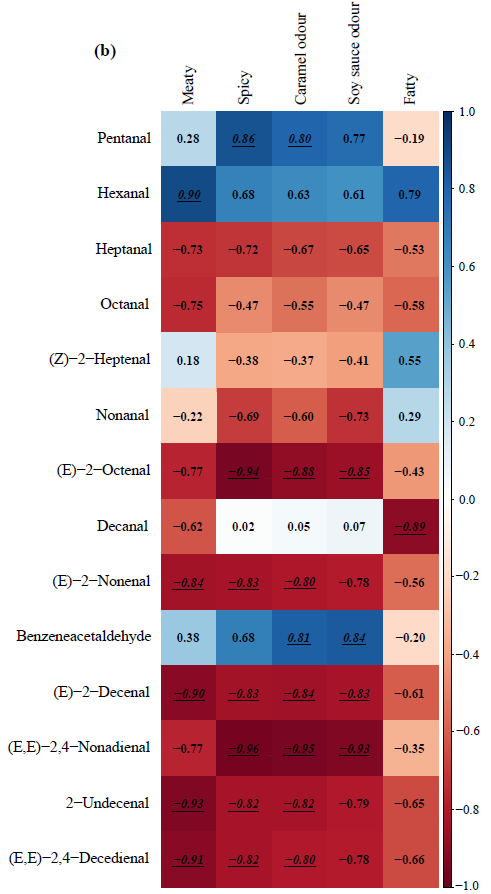 (b)
Meaty Spicy Caramel odour Soy sauce odour Fatty
Pentanal 0.28 0.86 0.80 0.77 −0.19
Hexanal 0.90 0.68 0.63 0.61 0.79
Heptanal −0.73 −0.72 −0.67 −0.65 −0.53
Octanal −0.75 −0.47 −0.55 −0.47 −0.58
(Z)−2−Heptenal 0.18 −0.38 −0.37 −0.41 0.55
Nonanal −0.22 −0.69 −0.60 −0.73 0.29
(E)−2−Octenal −0.77 −0.94 −0.88 −0.85 −0.43
Decanal −0.62 0.02 0.05 0.07 −0.89
(E)−2−Nonenal −0.84 −0.83 −0.80 −0.78 −0.56
Benzeneacetaldehyde 0.38 0.68 0.81 0.84 −0.20
(E)−2−Decenal −0.90 −0.83 −0.84 −0.83 −0.61
(E,E)−2,4−Nonadienal −0.77 −0.96 −0.95 −0.93 −0.35
2−Undecenal −0.93 −0.82 −0.82 −0.79 −0.65
(E,E)−2,4−Decedienal −0.91 −0.82 −0.80 −0.78 −0.66
1.0
0.8
0.6
0.4
0.2
0.0
−0.2
−0.4
−0.6
−0.8
−1.0